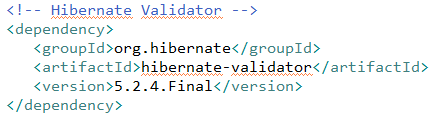 <!-- Hibernate Validator -->
<dependency>
<groupId>org.hibernate</groupId>
<artifactId>hibernate-validator</artifactId>
<version>5.2.4.Final</version>
</dependency>